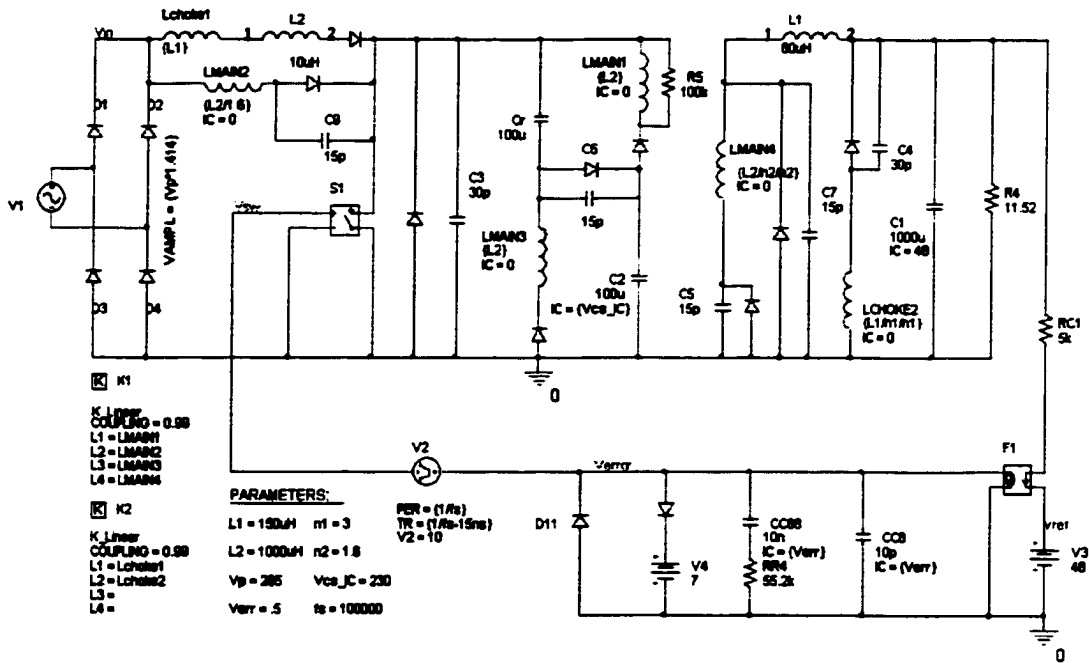 Lchoke1
Vin
{L1}
1
L2
2
10uH
LMAIN2
{L2/1.6}
IC = 0
C9
15p
D1
D2
V1
VAMPL = {Vp*1.414}
D3
D4
S1
Vsw
C3
30p
Cr
100u
LMAIN1
{L2}
IC = 0
R5
100k
C6
15p
LMAIN3
{L2}
IC = 0
C2
100u
IC = {Vcs_IC}
1
L1
2
60uH
LMAIN4
{L2/n2/n2}
IC = 0
C7
15p
C5
15p
C4
30p
C1
1000u
IC = 48
LCHOKE2
{L1/n1/n1}
IC = 0
R4
11.52
RC1
5k
0
K K1
K_Linear
COUPLING = 0.99
L1 = LMAIN1
L2 = LMAIN2
L3 = LMAIN3
L4 = LMAIN4
K K2
K_Linear
COUPLING = 0.99
L1 = Lchoke1
L2 = Lchoke2
L3 =
L4 =
PARAMETERS:
L1 = 150uH n1 = 3
L2 = 1000uH n2 = 1.6
Vp = 265 Vcs_IC = 230
Verr = .5 fs = 100000
V2
PER = {1/fs}
TR = {1/fs-15ns}
V2 = 10
Verror
D11
V4
7
CC88
10n
IC = {Verr}
RR4
55.2k
CC8
10p
IC = {Verr}
F1
Vref
V3
48
0